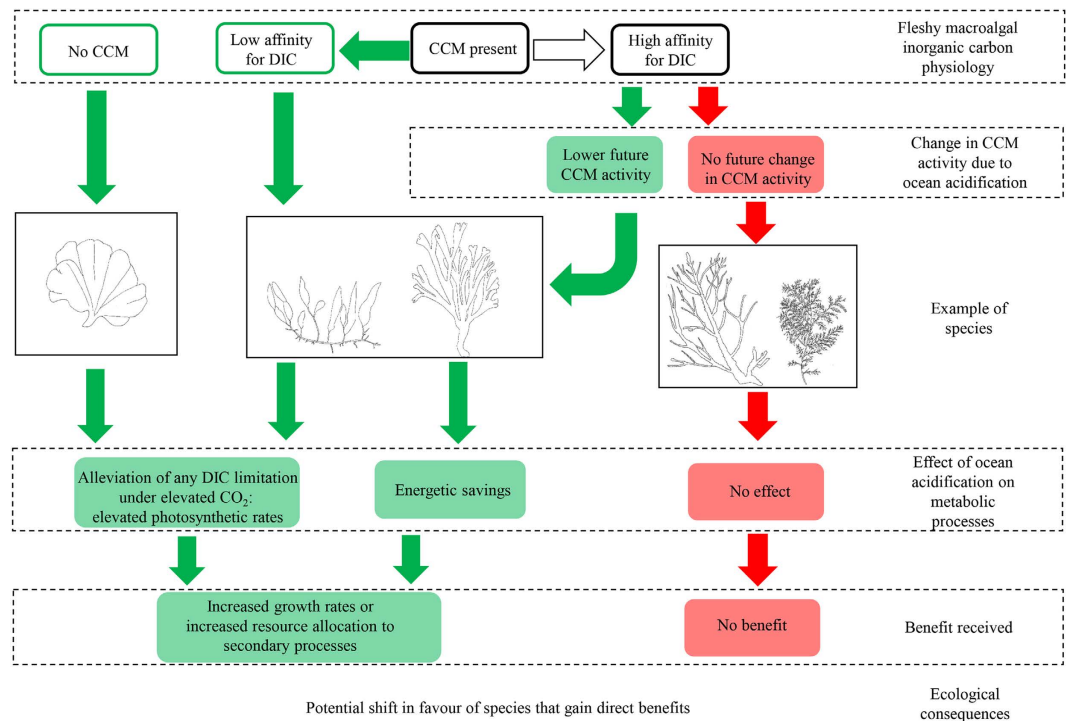 No CCM
Low affinity
for DIC
CCM present
High affinity
for DIC
Fleshy macroalgal
inorganic carbon
physiology
Lower future
CCM activity
No future change
in CCM activity
Change in CCM
activity due to
ocean acidification
Example of
species
Alleviation of any DIC limitation
under elevated CO₂:
elevated photosynthetic rates
Energetic savings
No effect
Effect of ocean
acidification on
metabolic
processes
Increased growth rates or
increased resource allocation to
secondary processes
No benefit
Benefit received
Potential shift in favour of species that gain direct benefits
Ecological
consequences